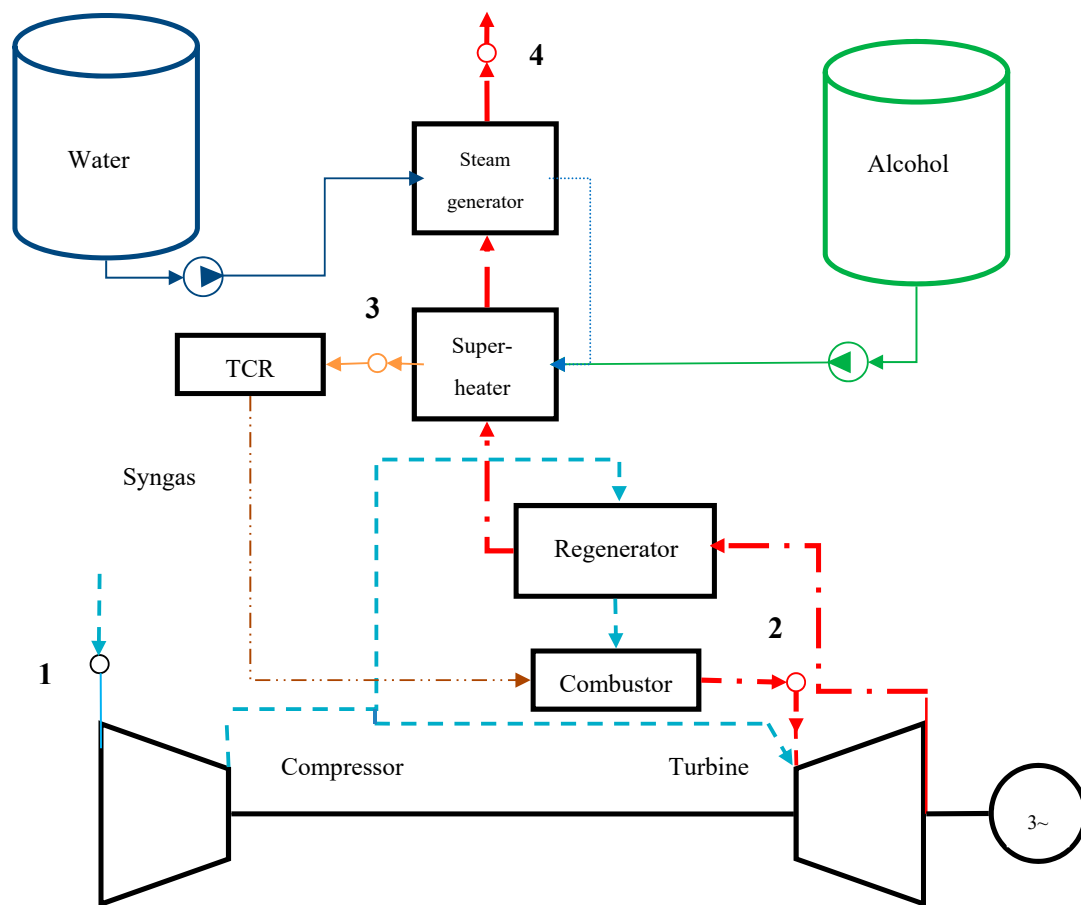 4
Water
Steam
generator
Alcohol
3
TCR
Super-
heater
Syngas
Regenerator
2
1
Combustor
Compressor
Turbine
3~